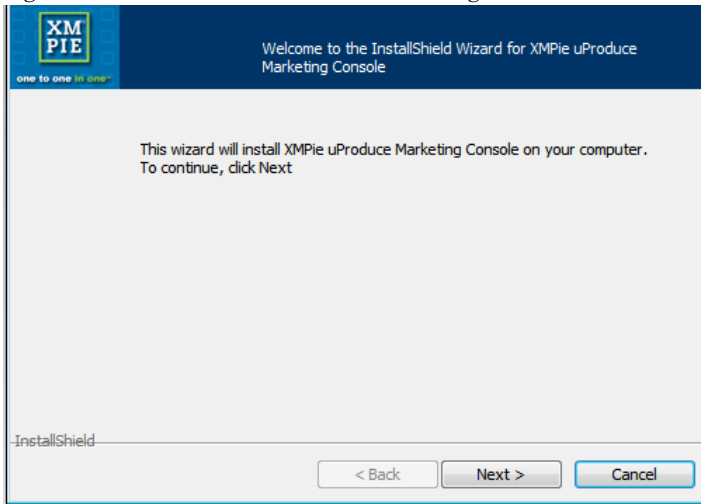 XM
PIE
one to one in one
Welcome to the InstallShield Wizard for XMPie uProduce
Marketing Console
This wizard will install XMPie uProduce Marketing Console on your computer.
To continue, click Next
InstallShield
< Back
Next >
Cancel